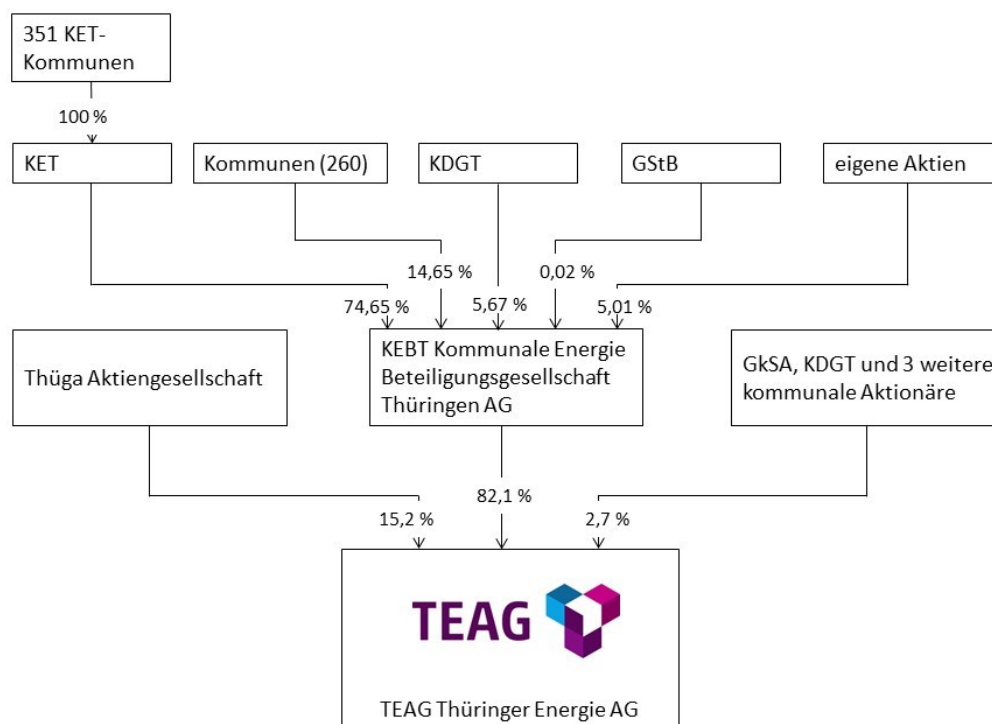 351 KET-
Kommunen
100 %
KET
Kommunen (260)
KDGT
GStB
eigene Aktien
14,65 %
0,02 %
74,65 %
5,67 %
5,01 %
Thüga Aktiengesellschaft
KEBT Kommunale Energie
Beteiligungsgesellschaft
Thüringen AG
GkSA, KDGT und 3 weitere
kommunale Aktionäre
82,1 %
15,2 %
2,7 %
TEAG
TEAG Thüringer Energie AG